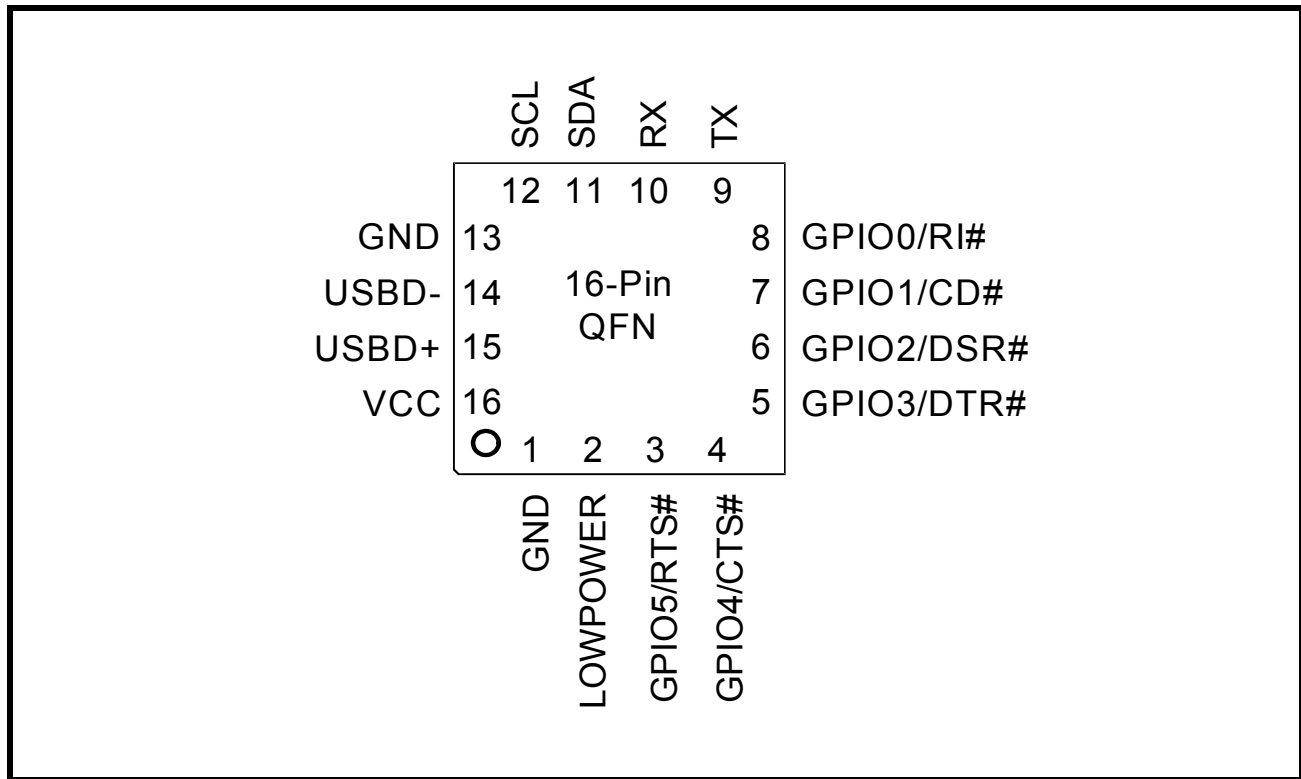 SCL SDA RX TX
12 11 10 9
GND 13 8 GPIO0/RI#
USBD- 14 16-Pin 7 GPIO1/CD#
QFN
USBD+ 15 6 GPIO2/DSR#
VCC 16 5 GPIO3/DTR#
1 2 3 4
GND LOWPOWER GPIO5/RTS# GPIO4/CTS#